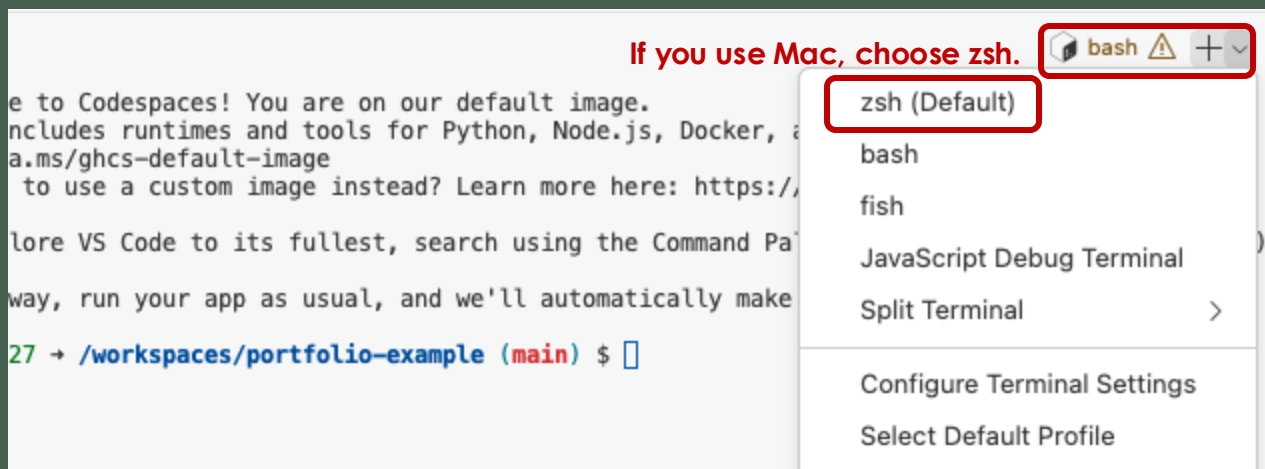 If you use Mac, choose zsh.
bash
zsh (Default)
bash
fish
JavaScript Debug Terminal
Split Terminal
Configure Terminal Settings
Select Default Profile
e to Codespaces! You are on our default image.
ncludes runtimes and tools for Python, Node.js, Docker,
a.ms/ghcs-default-image
to use a custom image instead? Learn more here: https:/
lore VS Code to its fullest, search using the Command
way, run your app as usual, and we'll automatically make
27 → /workspaces/portfolio-example (main) $